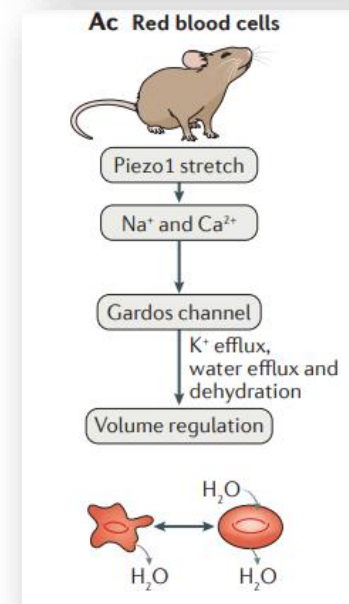 Ac Red blood cells
Piezo1 stretch
Na⁺ and Ca²⁺
Gardos channel
K⁺ efflux,
water efflux and
dehydration
Volume regulation
H₂O
H₂O
H₂O